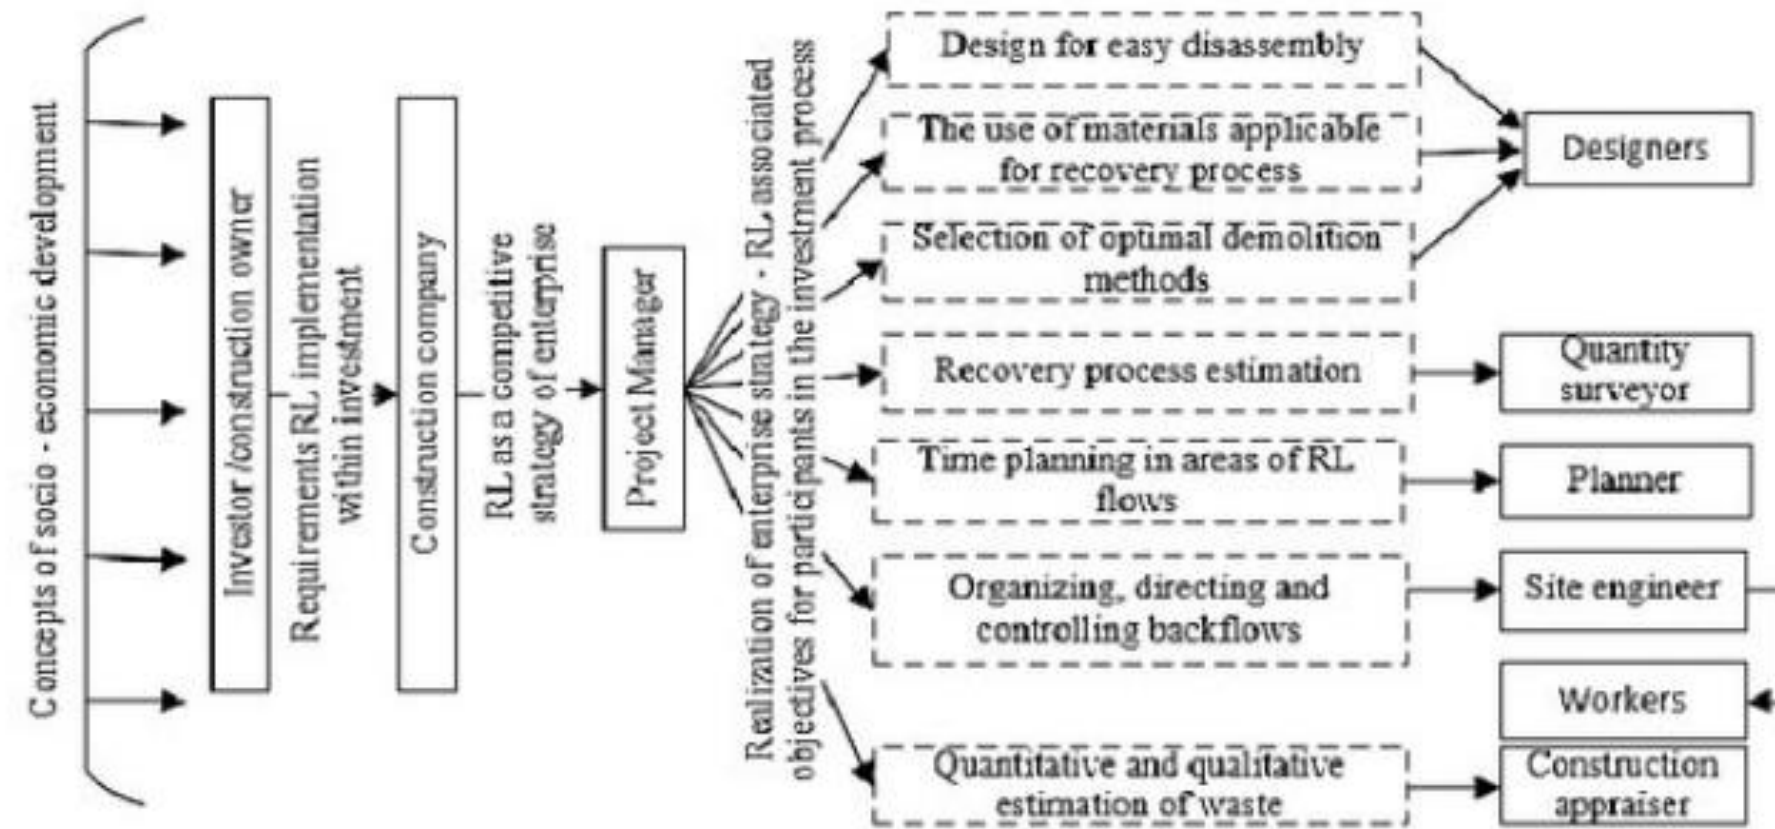 Concepts of socio - economic development
Investor /construction owner
Requirements RL implementation
within investment
Construction company
RL as a competitive
strategy of enterprise
Project Manager
Realization of enterprise strategy - RL associated
objectives for participants in the investment process
Design for easy disassembly
The use of materials applicable
for recovery process
Selection of optimal demolition
methods
Recovery process estimation
Time planning in areas of RL
flows
Organizing, directing and
controlling backflows
Quantitative and qualitative
estimation of waste
Designers
Quantity
surveyor
Planner
Site engineer
Workers
Construction
appraiser